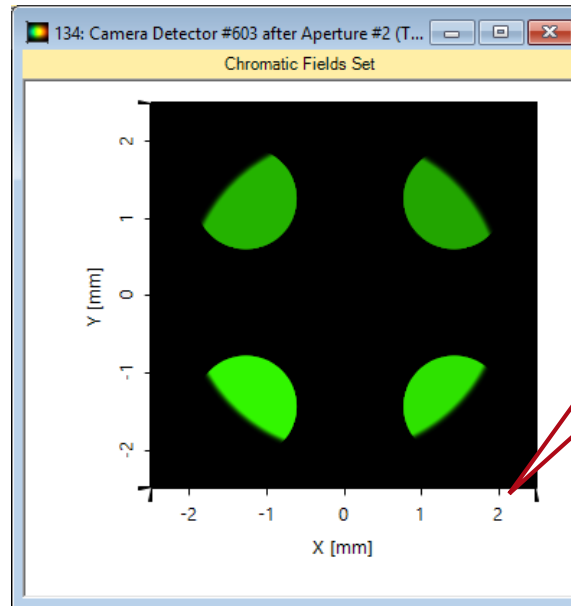 134: Camera Detector #603 after Aperture #2 (T...
Chromatic Fields Set
2
1
0
-1
-2
Y [mm]
-2 -1 0 1 2
X [mm]